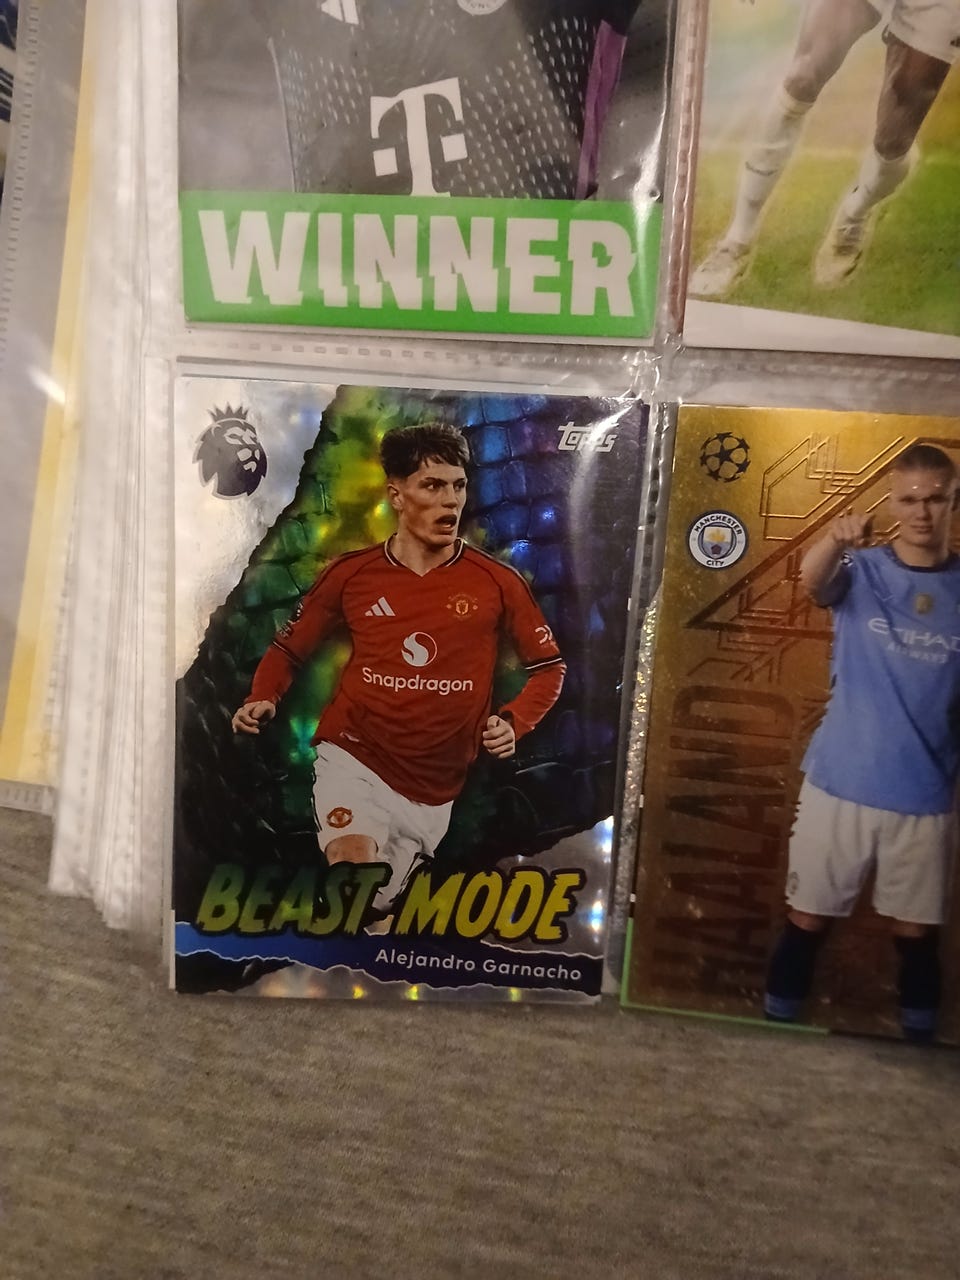 T
WINNER
topps
MANCHESTER
CITY
ETIHAD
AIRWAYS
HAALAND
Snapdragon
BEAST MODE
Alejandro Garnacho